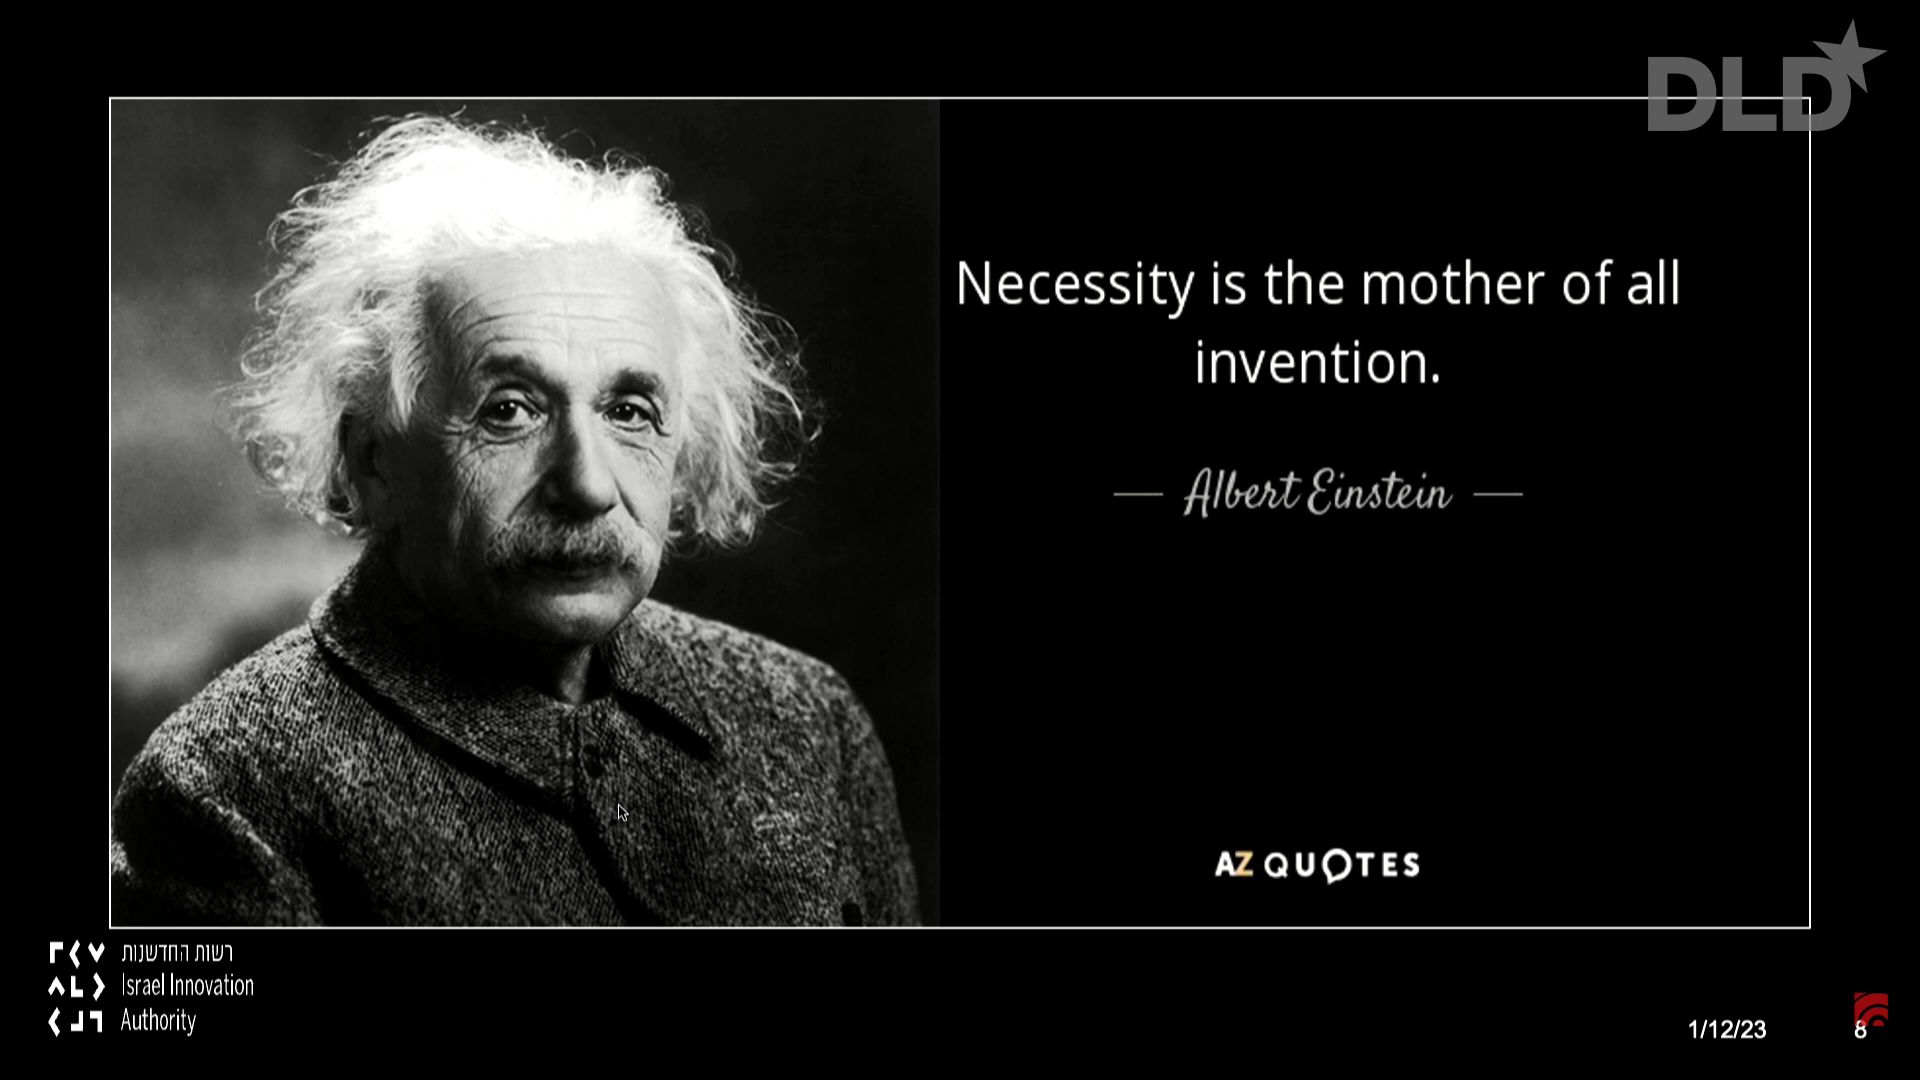 DLD
Necessity is the mother of all
invention.
Albert Einstein
AZ QUOTES
רשות החדשנות
Israel Innovation
Authority
1/12/23
8